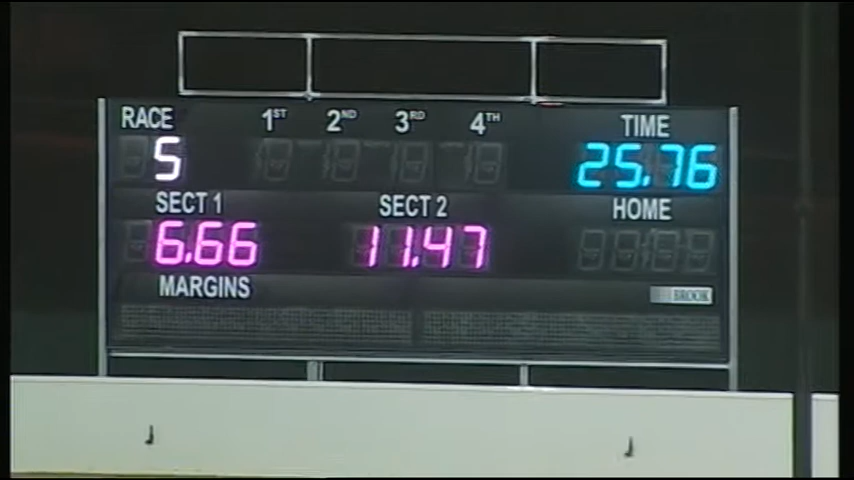 RACE 1ST 2ND 3RD 4TH TIME
5 25.76
SECT 1 SECT 2 HOME
6.66 11.47
MARGINS
BROOK